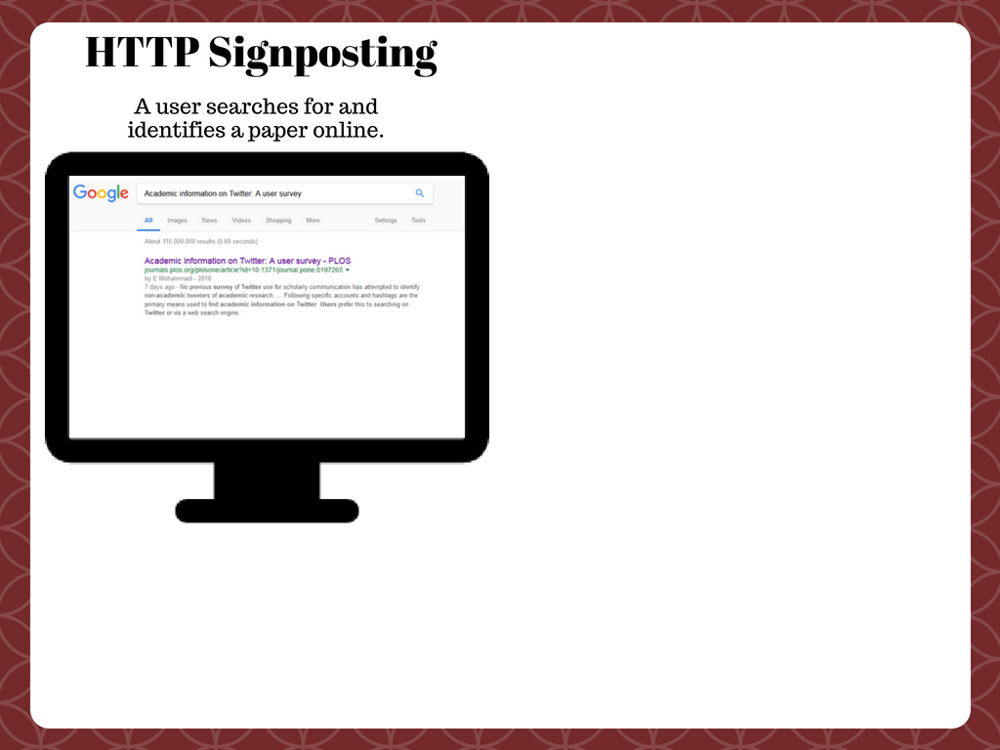 HTTP Signposting
A user searches for and
identifies a paper online.
Google
Academic information on Twitter: A user survey
All Images News Videos Shopping More Settings Tools
About 115,000,000 results (0.60 seconds)
Academic information on Twitter: A user survey - PLOS
journals.plos.org/plosone/article?id=10.1371/journal.pone.0197265
by E Mohammadi - 2018
7 days ago - No previous survey of Twitter use for scholarly communication has attempted to identify
non-academic tweeters of academic research. ... Following specific accounts and hashtags are the
primary means used to find academic information on Twitter. Users prefer this to searching on
Twitter or via a web search engine.